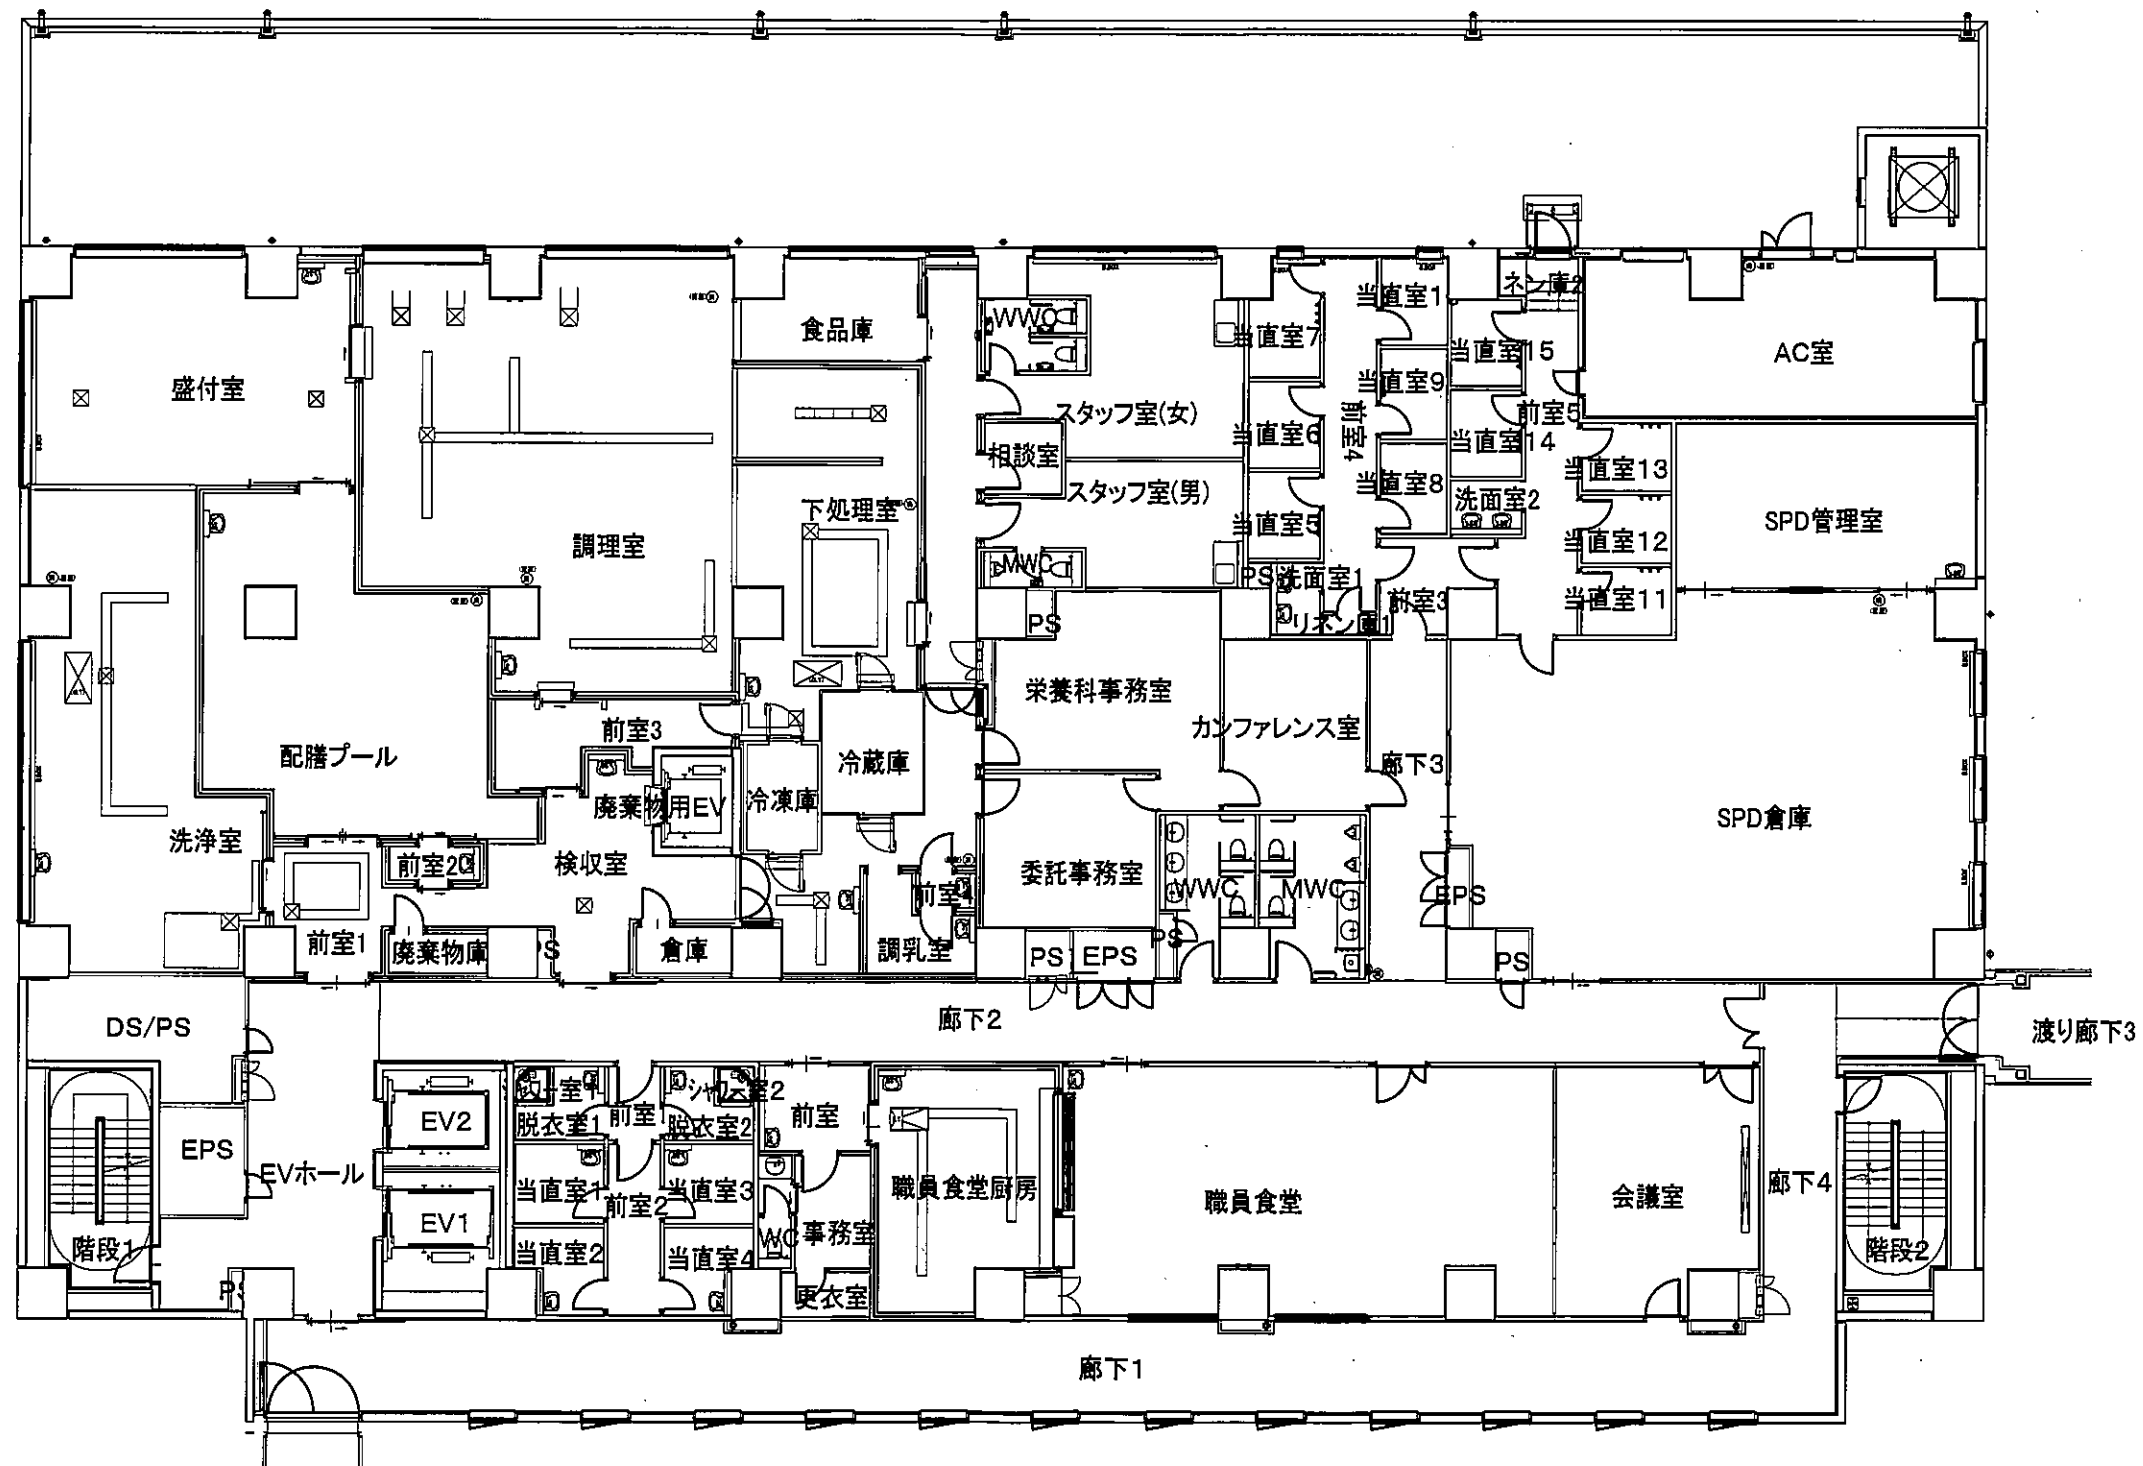 ネン庫2
当直室1
WWC
食品庫
当直室7
当直室15
AC室
盛付室
当直室9
スタッフ室(女)
前室4
前室5
当直室6
当直室14
相談室
当直室13
スタッフ室(男)
当直室8
洗面室2
下処理室
当直室5
SPD管理室
調理室
当直室12
MWC
PS
洗面室1
当直室11
前室3
PS
リネン庫1
栄養科事務室
カンファレンス室
前室3
配膳プール
冷蔵庫
廊下3
廃棄物用EV
冷凍庫
SPD倉庫
洗浄室
前室2
検収室
委託事務室
WWC
MWC
EPS
前室4
前室1
廃棄物庫
PS
倉庫
調乳室
PS
EPS
PS
PS
DS/PS
廊下2
渡り廊下3
シャワー室2
EV2
脱衣室1
前室1
脱衣室2
前室
EPS
EVホール
当直室1
前室2
当直室3
職員食堂厨房
職員食堂
会議室
廊下4
EV1
階段1
当直室2
当直室4
WC
事務室
階段2
PS
更衣室
廊下1